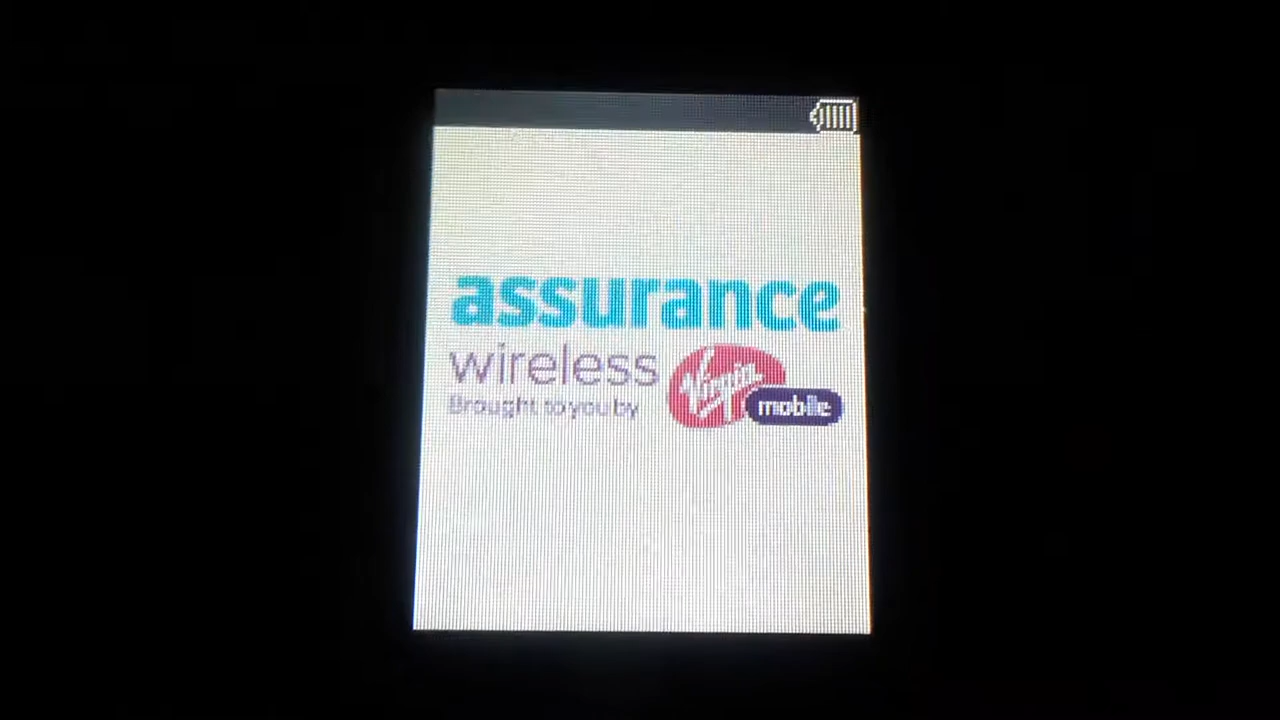 assurance
wireless
Brought to you by
Virgin
mobile